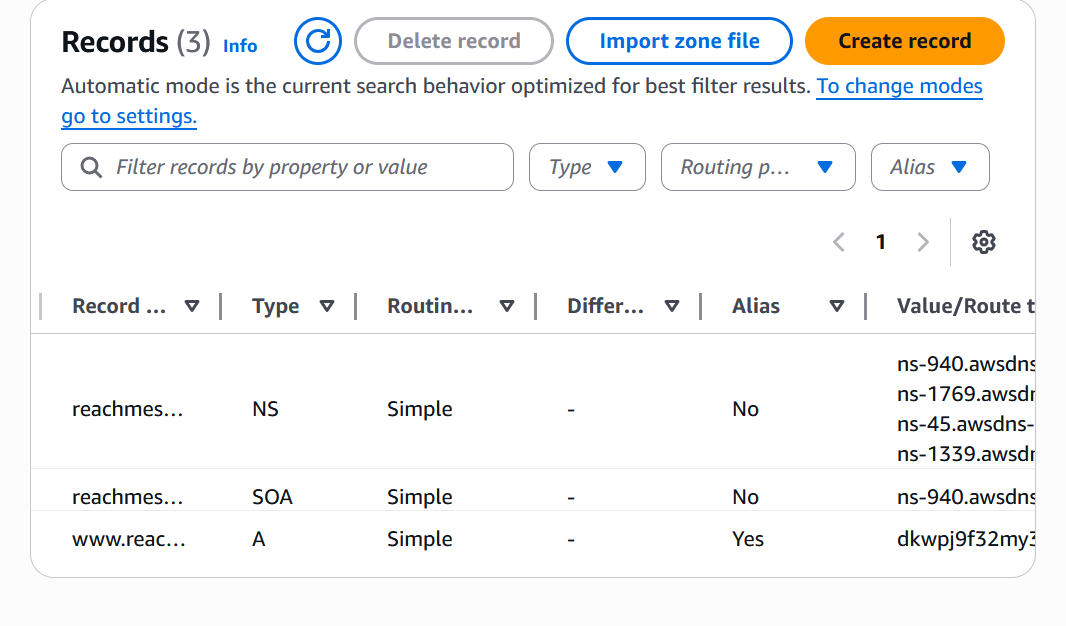 Records (3) Info Delete record Import zone file Create record
Automatic mode is the current search behavior optimized for best filter results. To change modes
go to settings.
Filter records by property or value Type Routing p... Alias
1
Record ... Type Routin... Differ... Alias Value/Route t
reachmes... NS Simple - No
ns-940.awsdns
ns-1769.awsdn
ns-45.awsdns-
ns-1339.awsdn
reachmes... SOA Simple - No ns-940.awsdns
www.reac... A Simple - Yes dkwpj9f32my3